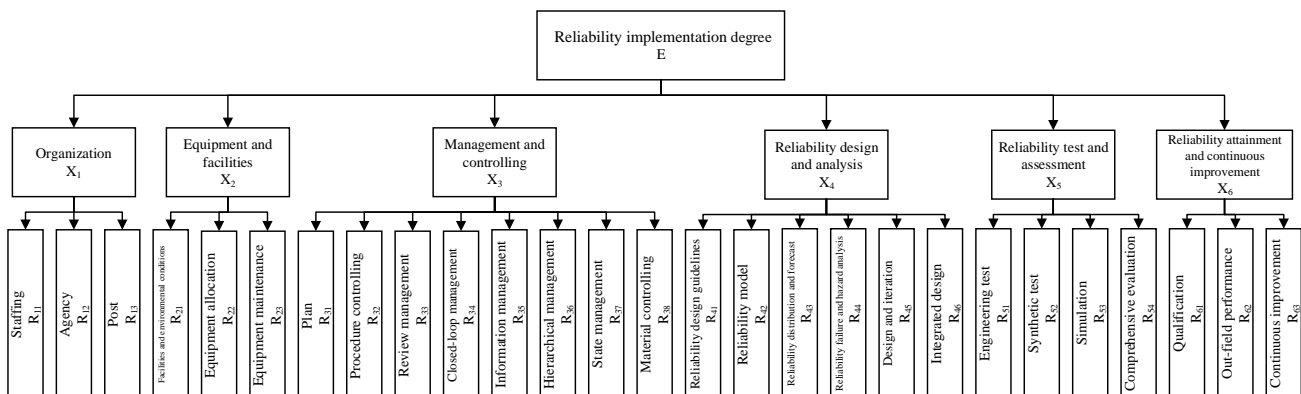 Reliability implementation degree
E
Organization
X1
Equipment and
facilities
X2
Management and
controlling
X3
Reliability design
and analysis
X4
Reliability test and
assessment
X5
Reliability attainment
and continuous
improvement
X6
Staffing
R11
Agency
R12
Post
R13
Facilities and environmental conditions
R21
Equipment allocation
R22
Equipment maintenance
R23
Plan
R31
Procedure controlling
R32
Review management
R33
Closed-loop management
R34
Information management
R35
Hierarchical management
R36
State management
R37
Material controlling
R38
Reliability design guidelines
R41
Reliability model
R42
Reliability distribution and forecast
R43
Reliability failure and hazard analysis
R44
Design and iteration
R45
Integrated design
R46
Engineering test
R51
Synthetic test
R52
Simulation
R53
Comprehensive evaluation
R54
Qualification
R61
Out-field performance
R62
Continuous improvement
R63